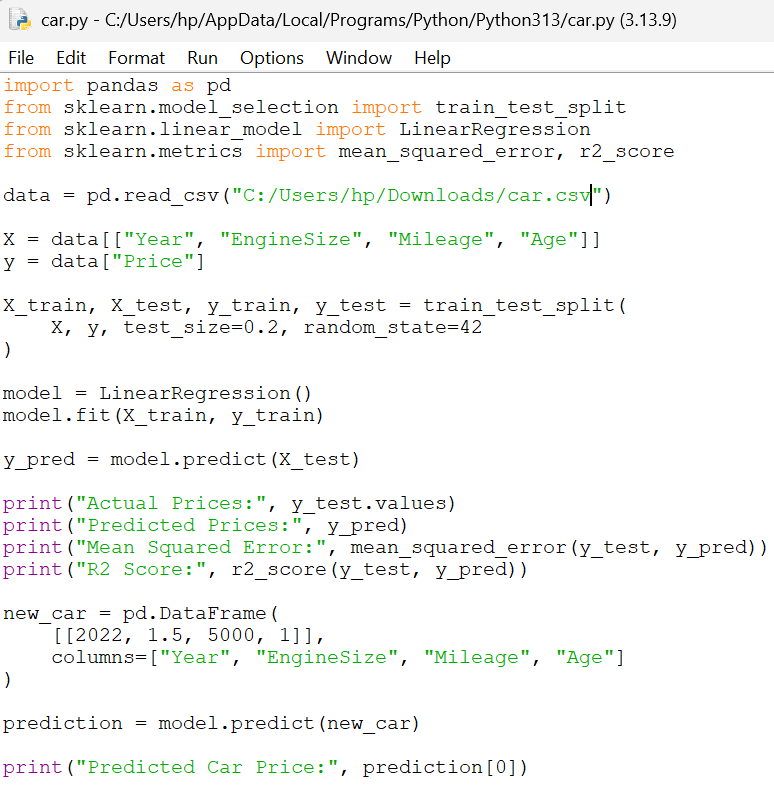 car.py - C:/Users/hp/AppData/Local/Programs/Python/Python313/car.py (3.13.9)
File Edit Format Run Options Window Help
import pandas as pd
from sklearn.model_selection import train_test_split
from sklearn.linear_model import LinearRegression
from sklearn.metrics import mean_squared_error, r2_score

data = pd.read_csv("C:/Users/hp/Downloads/car.csv")

X = data[["Year", "EngineSize", "Mileage", "Age"]]
y = data["Price"]

X_train, X_test, y_train, y_test = train_test_split(
    X, y, test_size=0.2, random_state=42
)

model = LinearRegression()
model.fit(X_train, y_train)

y_pred = model.predict(X_test)

print("Actual Prices:", y_test.values)
print("Predicted Prices:", y_pred)
print("Mean Squared Error:", mean_squared_error(y_test, y_pred))
print("R2 Score:", r2_score(y_test, y_pred))

new_car = pd.DataFrame(
    [[2022, 1.5, 5000, 1]],
    columns=["Year", "EngineSize", "Mileage", "Age"]
)

prediction = model.predict(new_car)

print("Predicted Car Price:", prediction[0])